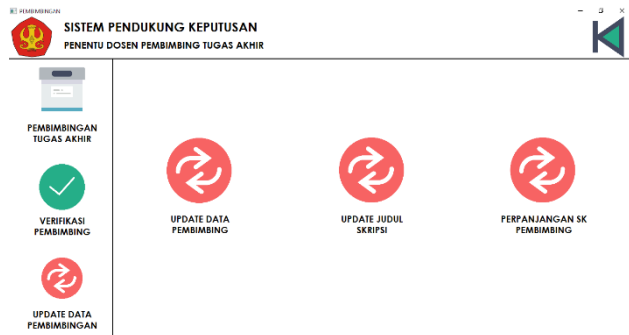 PEMBIMBINGAN
SISTEM PENDUKUNG KEPUTUSAN
PENENTU DOSEN PEMBIMBING TUGAS AKHIR
PEMBIMBINGAN
TUGAS AKHIR
VERIFIKASI
PEMBIMBING
UPDATE DATA
PEMBIMBINGAN
UPDATE DATA
PEMBIMBING
UPDATE JUDUL
SKRIPSI
PERPANJANGAN SK
PEMBIMBING